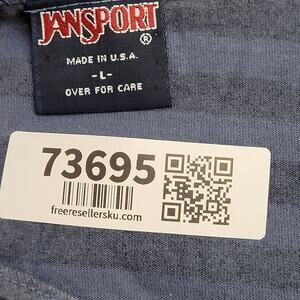 JANSPORT
®
MADE IN U.S.A.
-L-
OVER FOR CARE
73695
freeresellersku.com